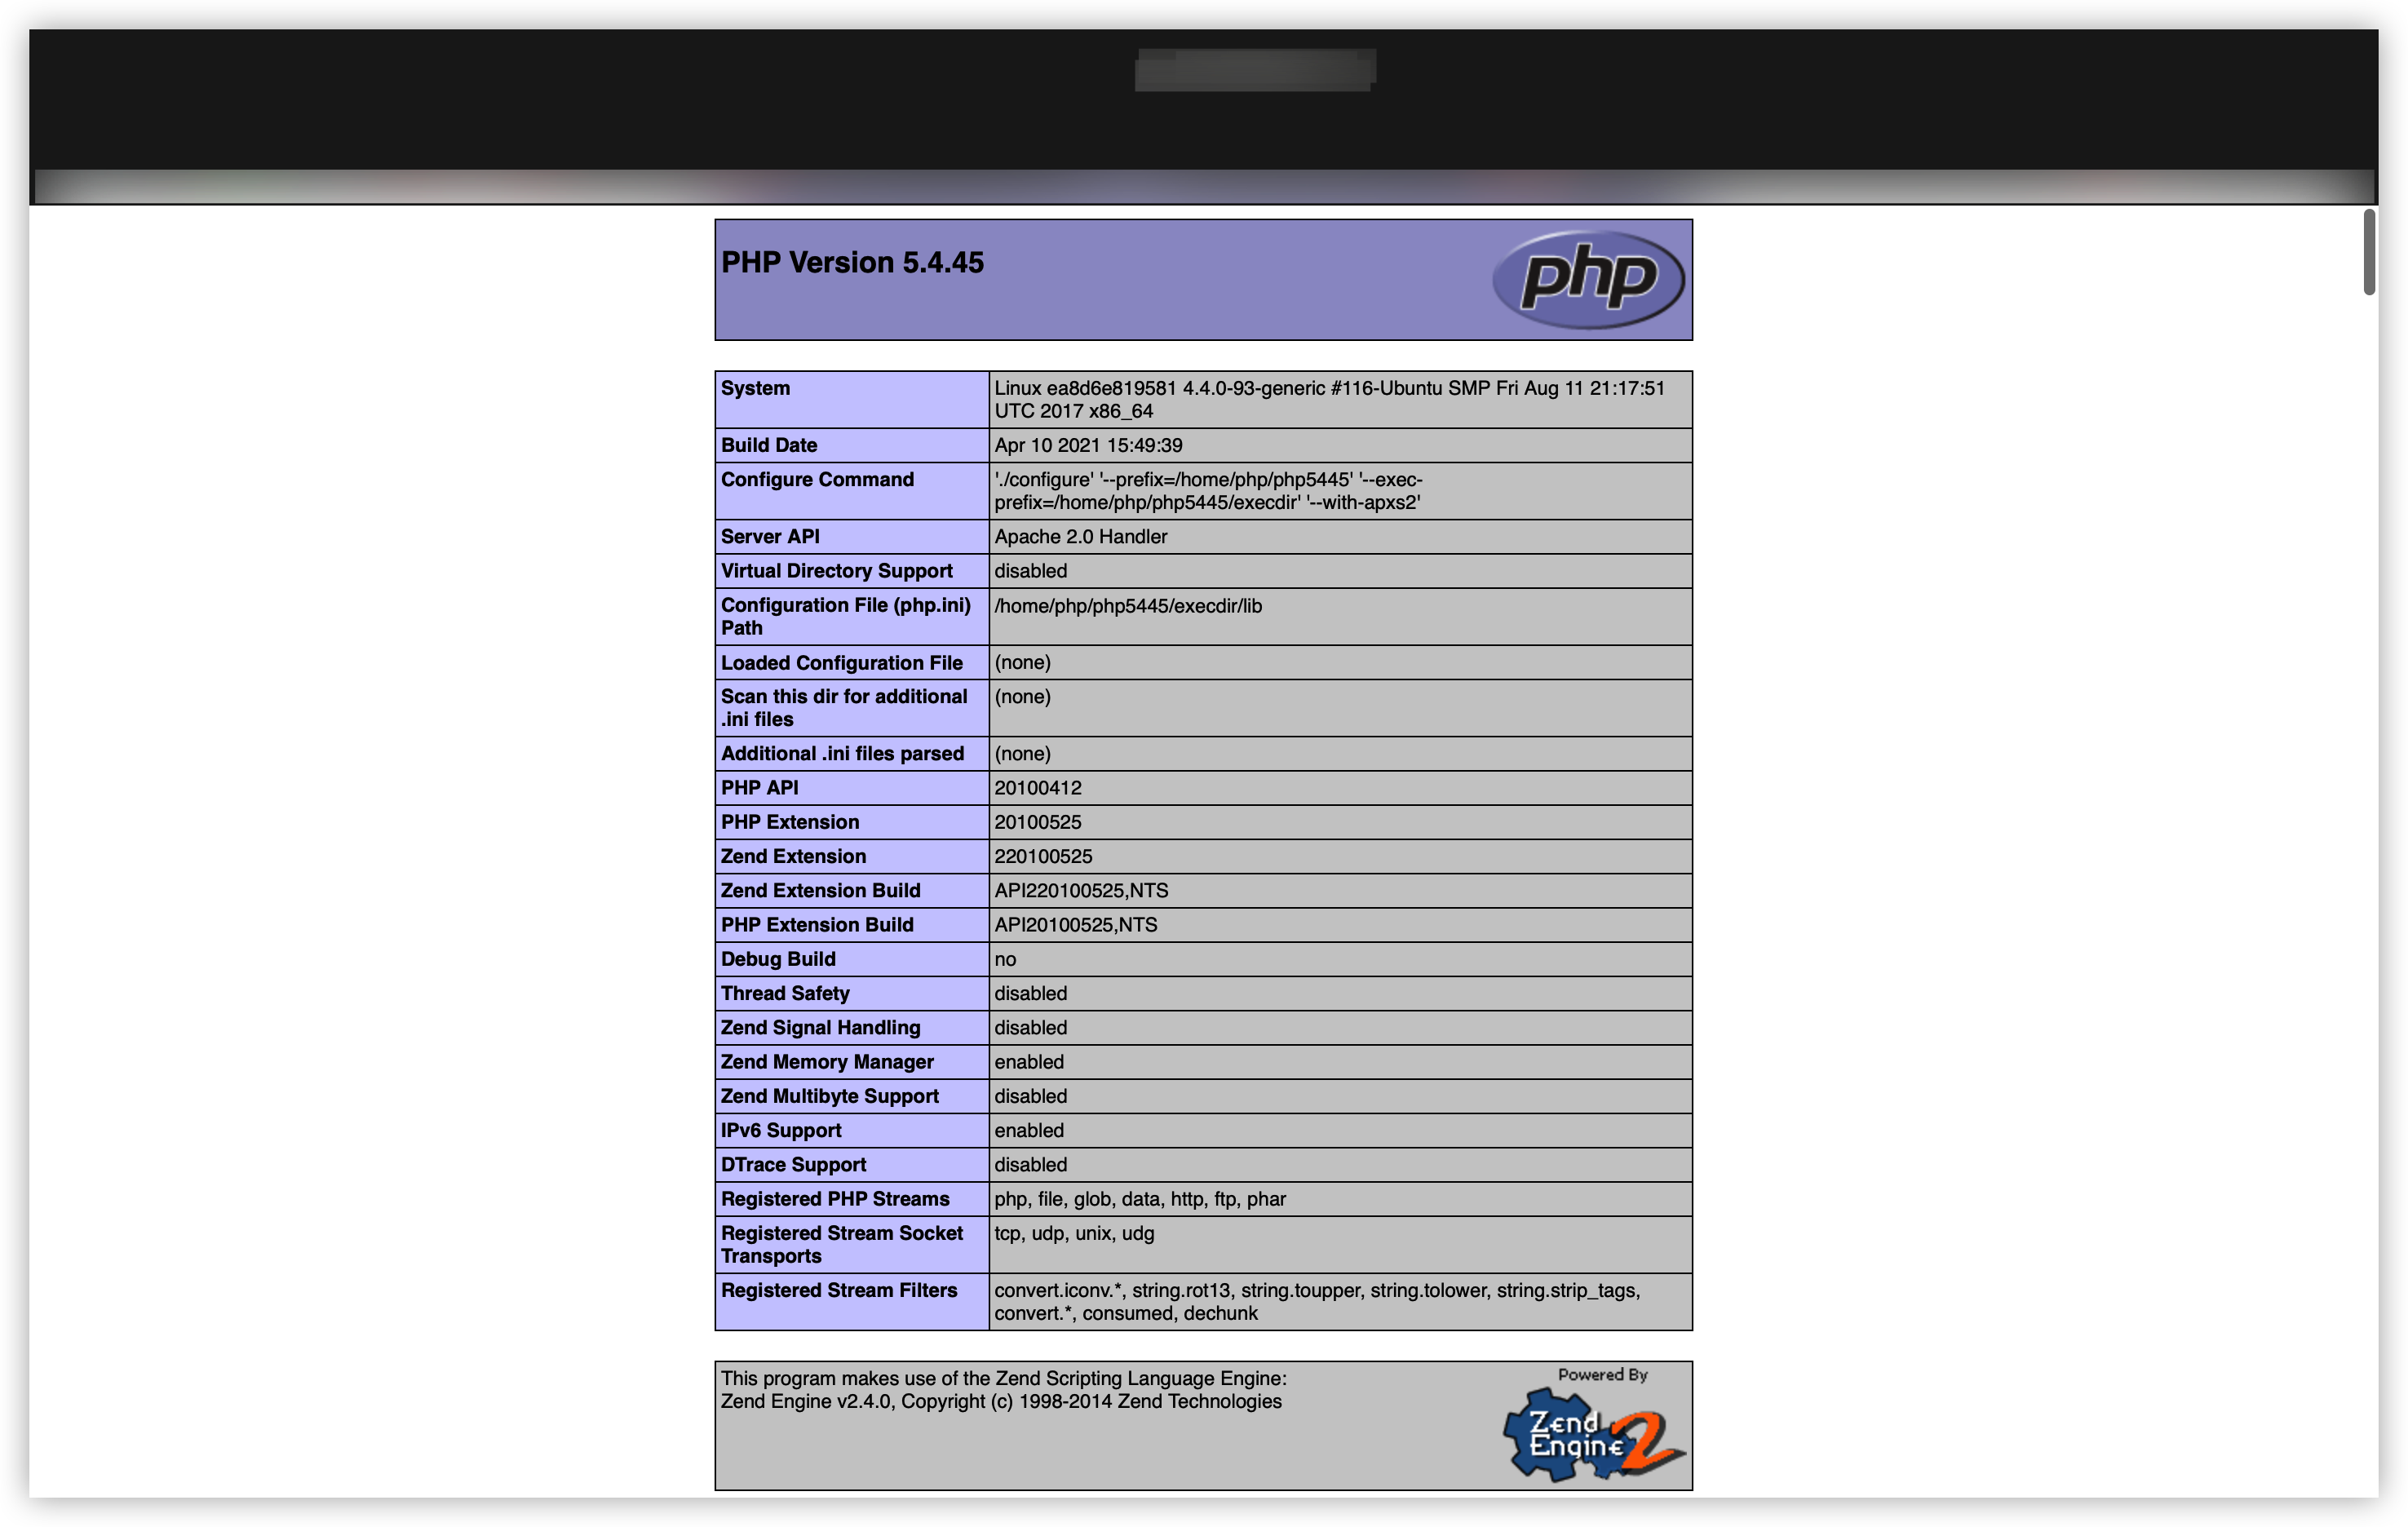 PHP Version 5.4.45
php
System Linux ea8d6e819581 4.4.0-93-generic #116-Ubuntu SMP Fri Aug 11 21:17:51
UTC 2017 x86_64
Build Date Apr 10 2021 15:49:39
Configure Command './configure' '--prefix=/home/php/php5445' '--exec-
prefix=/home/php/php5445/execdir' '--with-apxs2'
Server API Apache 2.0 Handler
Virtual Directory Support disabled
Configuration File (php.ini) /home/php/php5445/execdir/lib
Path
Loaded Configuration File (none)
Scan this dir for additional (none)
.ini files
Additional .ini files parsed (none)
PHP API 20100412
PHP Extension 20100525
Zend Extension 220100525
Zend Extension Build API220100525,NTS
PHP Extension Build API20100525,NTS
Debug Build no
Thread Safety disabled
Zend Signal Handling disabled
Zend Memory Manager enabled
Zend Multibyte Support disabled
IPv6 Support enabled
DTrace Support disabled
Registered PHP Streams php, file, glob, data, http, ftp, phar
Registered Stream Socket tcp, udp, unix, udg
Transports
Registered Stream Filters convert.iconv.*, string.rot13, string.toupper, string.tolower, string.strip_tags,
convert.*, consumed, dechunk
This program makes use of the Zend Scripting Language Engine:
Zend Engine v2.4.0, Copyright (c) 1998-2014 Zend Technologies
Powered By
Zend
Engine 2